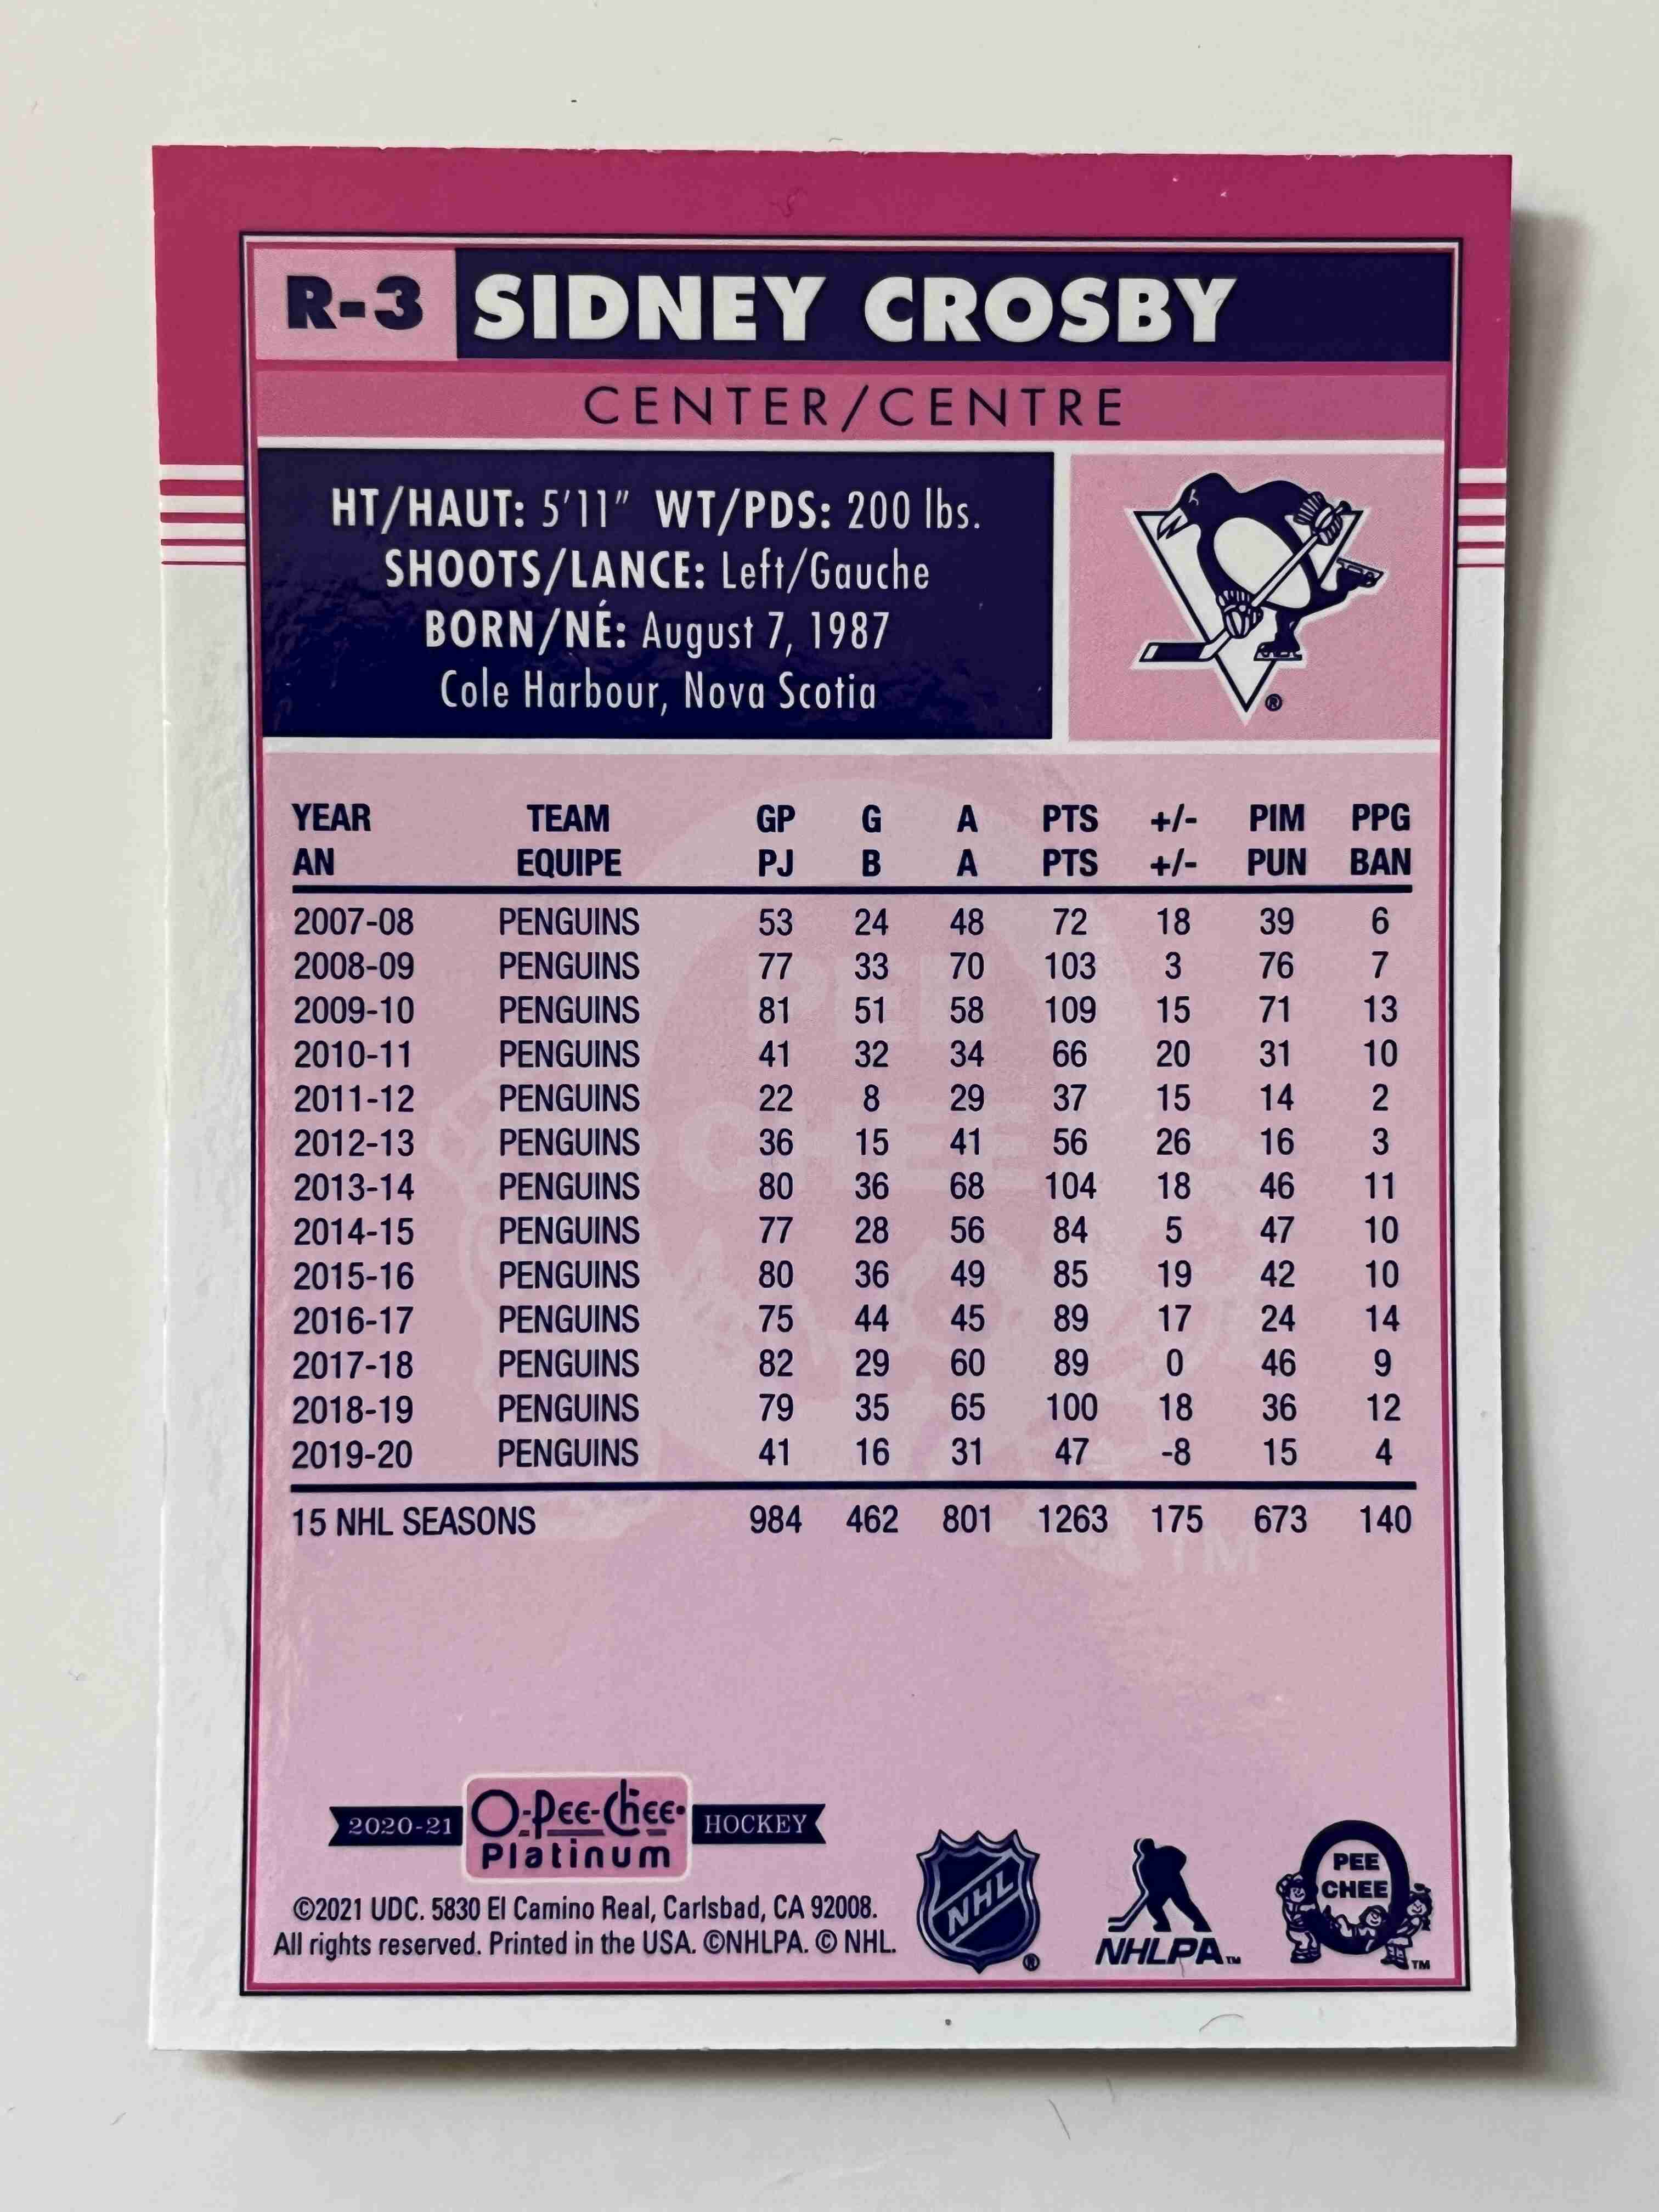 R-3 SIDNEY CROSBY
CENTER/CENTRE
HT/HAUT: 5'11" WT/PDS: 200 lbs.
SHOOTS/LANCE: Left/Gauche
BORN/NÉ: August 7, 1987
Cole Harbour, Nova Scotia
®
YEAR TEAM GP G A PTS +/- PIM PPG
AN EQUIPE PJ B A PTS +/- PUN BAN
2007-08 PENGUINS 53 24 48 72 18 39 6
2008-09 PENGUINS 77 33 70 103 3 76 7
2009-10 PENGUINS 81 51 58 109 15 71 13
2010-11 PENGUINS 41 32 34 66 20 31 10
2011-12 PENGUINS 22 8 29 37 15 14 2
2012-13 PENGUINS 36 15 41 56 26 16 3
2013-14 PENGUINS 80 36 68 104 18 46 11
2014-15 PENGUINS 77 28 56 84 5 47 10
2015-16 PENGUINS 80 36 49 85 19 42 10
2016-17 PENGUINS 75 44 45 89 17 24 14
2017-18 PENGUINS 82 29 60 89 0 46 9
2018-19 PENGUINS 79 35 65 100 18 36 12
2019-20 PENGUINS 41 16 31 47 -8 15 4
15 NHL SEASONS 984 462 801 1263 175 673 140
PEE
CHEE
TM
2020-21 O-Pee-Chee Platinum HOCKEY
©2021 UDC. 5830 El Camino Real, Carlsbad, CA 92008.
All rights reserved. Printed in the USA. ©NHLPA. © NHL.
NHL ®
NHLPA TM
PEE
CHEE
TM